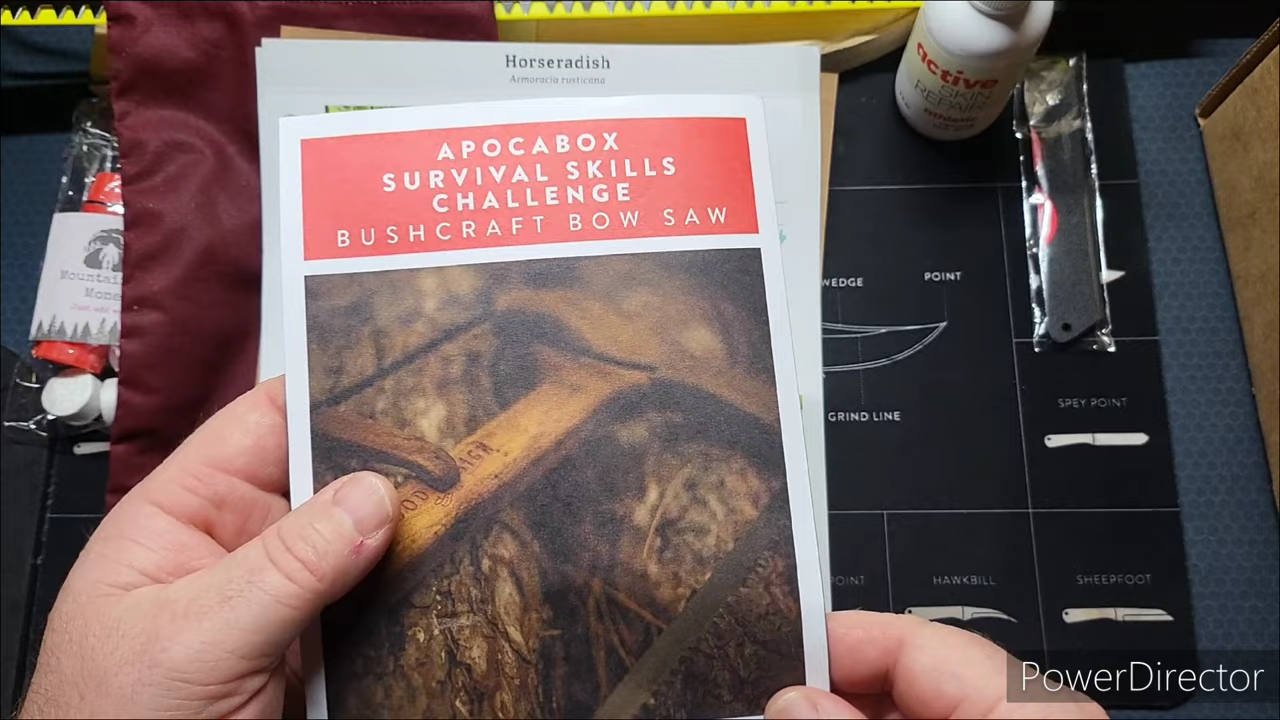 Horseradish
Armoracia rusticana
APOCABOX
SURVIVAL SKILLS
CHALLENGE
BUSHCRAFT BOW SAW
active
SKIN
REPAIR
WEDGE
POINT
GRIND LINE
SPEY POINT
POINT
HAWKBILL
SHEEPFOOT
PowerDirector